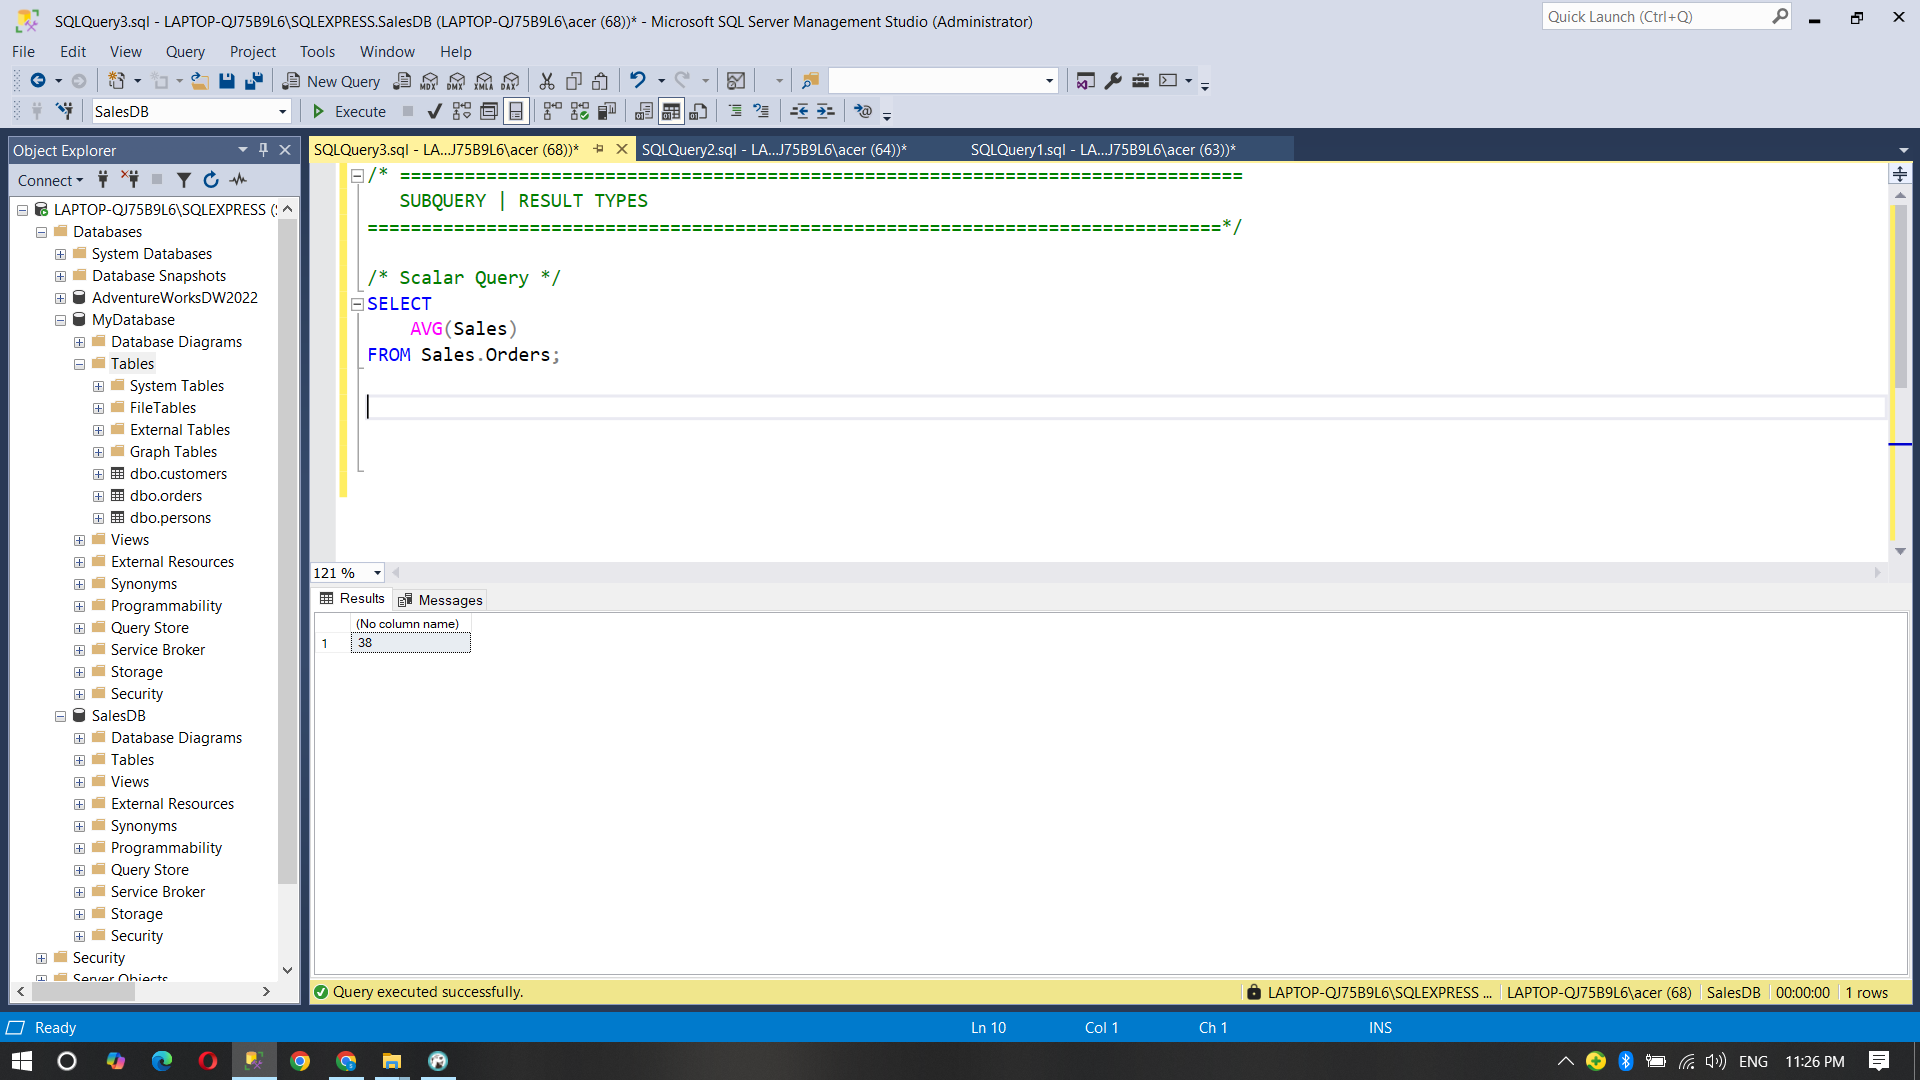 SQLQuery3.sql - LAPTOP-QJ75B9L6\SQLEXPRESS.SalesDB (LAPTOP-QJ75B9L6\acer (68))* - Microsoft SQL Server Management Studio (Administrator)
Quick Launch (Ctrl+Q)
File Edit View Query Project Tools Window Help
New Query MDX DMX XMLA DAX
SalesDB Execute
Object Explorer
SQLQuery3.sql - LA...J75B9L6\acer (68))* SQLQuery2.sql - LA...J75B9L6\acer (64))* SQLQuery1.sql - LA...J75B9L6\acer (63))*
Connect
LAPTOP-QJ75B9L6\SQLEXPRESS (
Databases
System Databases
Database Snapshots
AdventureWorksDW2022
MyDatabase
Database Diagrams
Tables
System Tables
FileTables
External Tables
Graph Tables
dbo.customers
dbo.orders
dbo.persons
Views
External Resources
Synonyms
Programmability
Query Store
Service Broker
Storage
Security
SalesDB
Database Diagrams
Tables
Views
External Resources
Synonyms
Programmability
Query Store
Service Broker
Storage
Security
Security
Server Objects
/* ==============================================================================
SUBQUERY | RESULT TYPES
===============================================================================*/
/* Scalar Query */
SELECT
AVG(Sales)
FROM Sales.Orders;
121 %
Results Messages
(No column name)
1 38
Query executed successfully.
LAPTOP-QJ75B9L6\SQLEXPRESS ... LAPTOP-QJ75B9L6\acer (68) SalesDB 00:00:00 1 rows
Ready Ln 10 Col 1 Ch 1 INS
ENG 11:26 PM